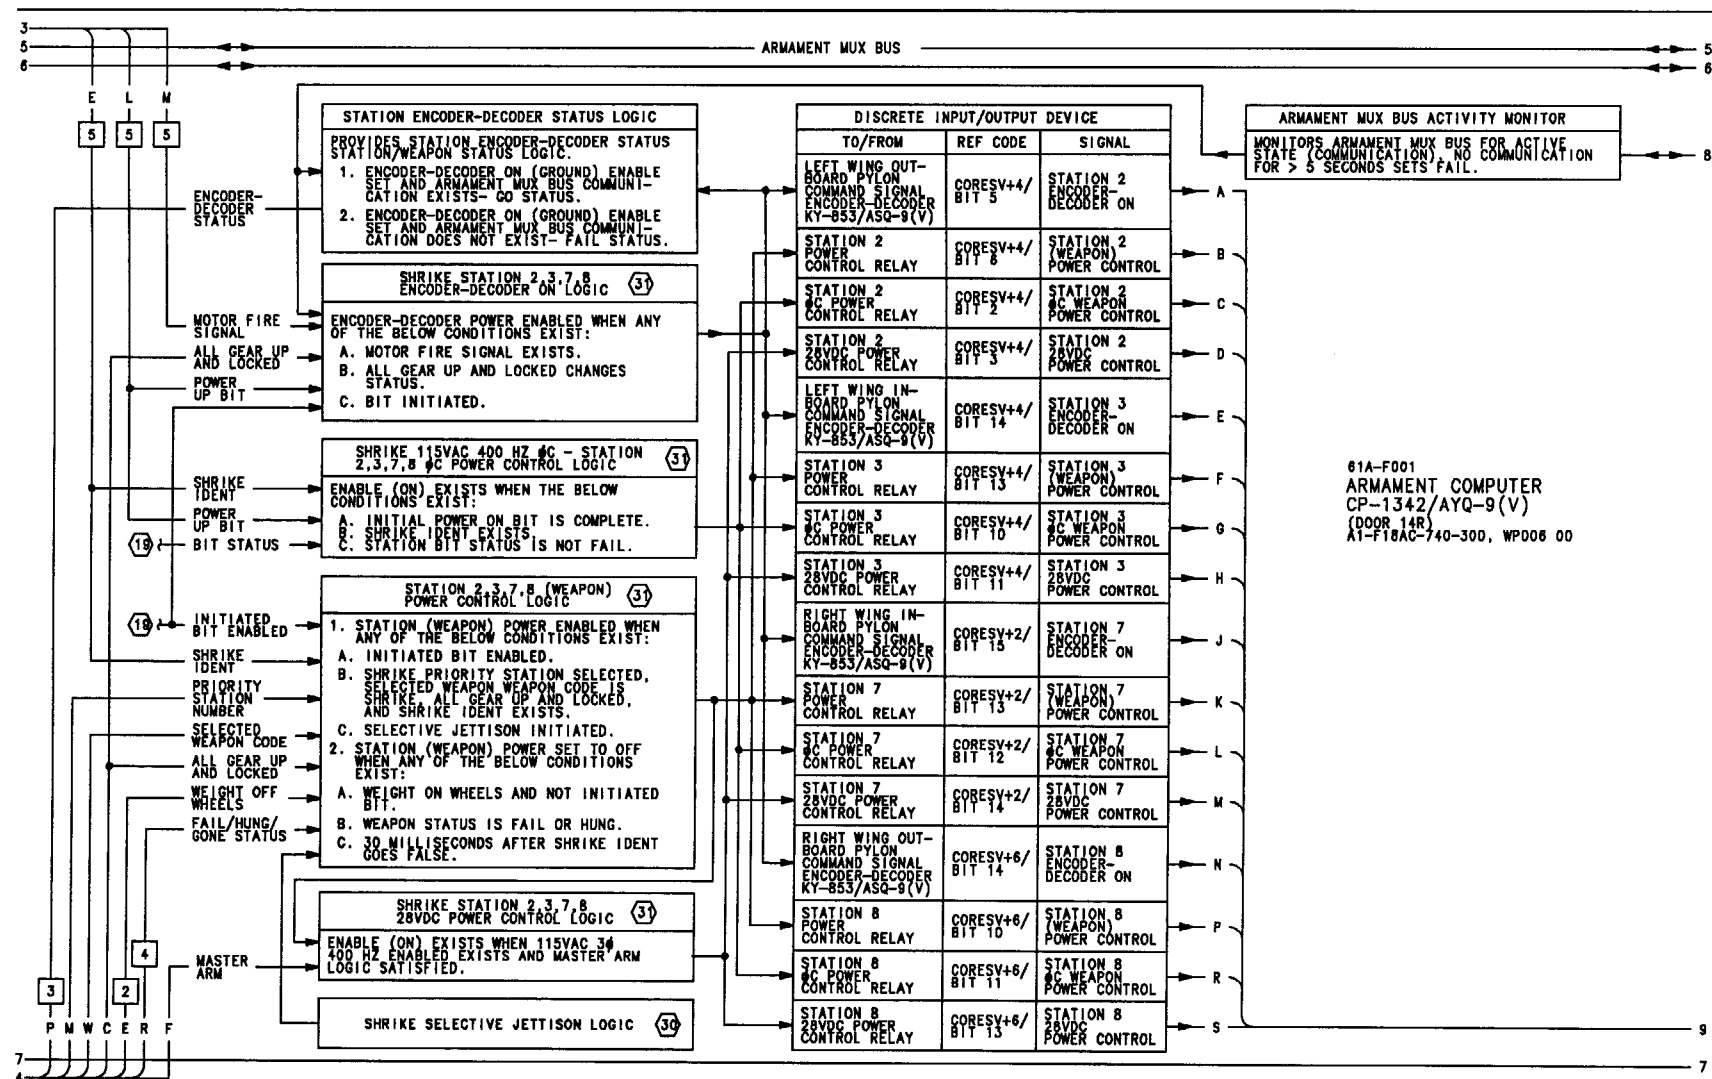 3
5
6
ARMAMENT MUX BUS
5
6
E L M
5 5 5
STATION ENCODER-DECODER STATUS LOGIC
PROVIDES STATION ENCODER-DECODER STATUS
STATION/WEAPON STATUS LOGIC.
1. ENCODER-DECODER ON (GROUND) ENABLE
SET AND ARMAMENT MUX BUS COMMUNI-
CATION EXISTS- GO STATUS.
2. ENCODER-DECODER ON (GROUND) ENABLE
SET AND ARMAMENT MUX BUS COMMUNI-
CATION DOES NOT EXIST- FAIL STATUS.
ENCODER-
DECODER
STATUS
SHRIKE STATION 2,3,7,8
ENCODER-DECODER ON LOGIC 31
ENCODER-DECODER POWER ENABLED WHEN ANY
OF THE BELOW CONDITIONS EXIST:
A. MOTOR FIRE SIGNAL EXISTS.
B. ALL GEAR UP AND LOCKED CHANGES
STATUS.
C. BIT INITIATED.
MOTOR FIRE
SIGNAL
ALL GEAR UP
AND LOCKED
POWER
UP BIT
SHRIKE 115VAC 400 HZ øC - STATION
2,3,7,8 øC POWER CONTROL LOGIC 31
ENABLE (ON) EXISTS WHEN THE BELOW
CONDITIONS EXIST:
A. INITIAL POWER ON BIT IS COMPLETE.
B. SHRIKE IDENT EXISTS.
C. STATION BIT STATUS IS NOT FAIL.
SHRIKE
IDENT
POWER
UP BIT
19 BIT STATUS
STATION 2,3,7,8 (WEAPON)
POWER CONTROL LOGIC 31
1. STATION (WEAPON) POWER ENABLED WHEN
ANY OF THE BELOW CONDITIONS EXIST:
A. INITIATED BIT ENABLED.
B. SHRIKE PRIORITY STATION SELECTED,
SELECTED WEAPON WEAPON CODE IS
SHRIKE, ALL GEAR UP AND LOCKED,
AND SHRIKE IDENT EXISTS.
C. SELECTIVE JETTISON INITIATED.
2. STATION (WEAPON) POWER SET TO OFF
WHEN ANY OF THE BELOW CONDITIONS
EXIST:
A. WEIGHT ON WHEELS AND NOT INITIATED
BIT.
B. WEAPON STATUS IS FAIL OR HUNG.
C. 30 MILLISECONDS AFTER SHRIKE IDENT
GOES FALSE.
19 INITIATED
BIT ENABLED
SHRIKE
IDENT
PRIORITY
STATION
NUMBER
SELECTED
WEAPON CODE
ALL GEAR UP
AND LOCKED
WEIGHT OFF
WHEELS
FAIL/HUNG/
GONE STATUS
SHRIKE STATION 2,3,7,8
28VDC POWER CONTROL LOGIC 31
ENABLE (ON) EXISTS WHEN 115VAC 3ø
400 HZ ENABLED EXISTS AND MASTER ARM
LOGIC SATISFIED.
MASTER
ARM
SHRIKE SELECTIVE JETTISON LOGIC 30
4
3 2
P M W C E R F
7
4
DISCRETE INPUT/OUTPUT DEVICE
TO/FROM REF CODE SIGNAL
LEFT WING OUT-
BOARD PYLON
COMMAND SIGNAL
ENCODER-DECODER
KY-853/ASQ-9(V)
CORESV+4/
BIT 5
STATION 2
ENCODER-
DECODER ON
A
STATION 2
POWER
CONTROL RELAY
CORESV+4/
BIT 6
STATION 2
(WEAPON)
POWER CONTROL
B
STATION 2
øC POWER
CONTROL RELAY
CORESV+4/
BIT 2
STATION 2
øC WEAPON
POWER CONTROL
C
STATION 2
28VDC POWER
CONTROL RELAY
CORESV+4/
BIT 3
STATION 2
28VDC
POWER CONTROL
D
LEFT WING IN-
BOARD PYLON
COMMAND SIGNAL
ENCODER-DECODER
KY-853/ASQ-9(V)
CORESV+4/
BIT 14
STATION 3
ENCODER-
DECODER ON
E
STATION 3
POWER
CONTROL RELAY
CORESV+4/
BIT 13
STATION 3
(WEAPON)
POWER CONTROL
F
STATION 3
øC POWER
CONTROL RELAY
CORESV+4/
BIT 10
STATION 3
øC WEAPON
POWER CONTROL
G
STATION 3
28VDC POWER
CONTROL RELAY
CORESV+4/
BIT 11
STATION 3
28VDC
POWER CONTROL
H
RIGHT WING IN-
BOARD PYLON
COMMAND SIGNAL
ENCODER-DECODER
KY-853/ASQ-9(V)
CORESV+2/
BIT 15
STATION 7
ENCODER-
DECODER ON
J
STATION 7
POWER
CONTROL RELAY
CORESV+2/
BIT 13
STATION 7
(WEAPON)
POWER CONTROL
K
STATION 7
øC POWER
CONTROL RELAY
CORESV+2/
BIT 12
STATION 7
øC WEAPON
POWER CONTROL
L
STATION 7
28VDC POWER
CONTROL RELAY
CORESV+2/
BIT 14
STATION 7
28VDC
POWER CONTROL
M
RIGHT WING OUT-
BOARD PYLON
COMMAND SIGNAL
ENCODER-DECODER
KY-853/ASQ-9(V)
CORESV+6/
BIT 14
STATION 8
ENCODER-
DECODER ON
N
STATION 8
POWER
CONTROL RELAY
CORESV+6/
BIT 10
STATION 8
(WEAPON)
POWER CONTROL
P
STATION 8
øC POWER
CONTROL RELAY
CORESV+6/
BIT 11
STATION 8
øC WEAPON
POWER CONTROL
R
STATION 8
28VDC POWER
CONTROL RELAY
CORESV+6/
BIT 13
STATION 8
28VDC
POWER CONTROL
S
ARMAMENT MUX BUS ACTIVITY MONITOR
MONITORS ARMAMENT MUX BUS FOR ACTIVE
STATE (COMMUNICATION). NO COMMUNICATION
FOR > 5 SECONDS SETS FAIL.
8
61A-F001
ARMAMENT COMPUTER
CP-1342/AYQ-9(V)
(DOOR 14R)
A1-F18AC-740-300, WP006 00
9
7